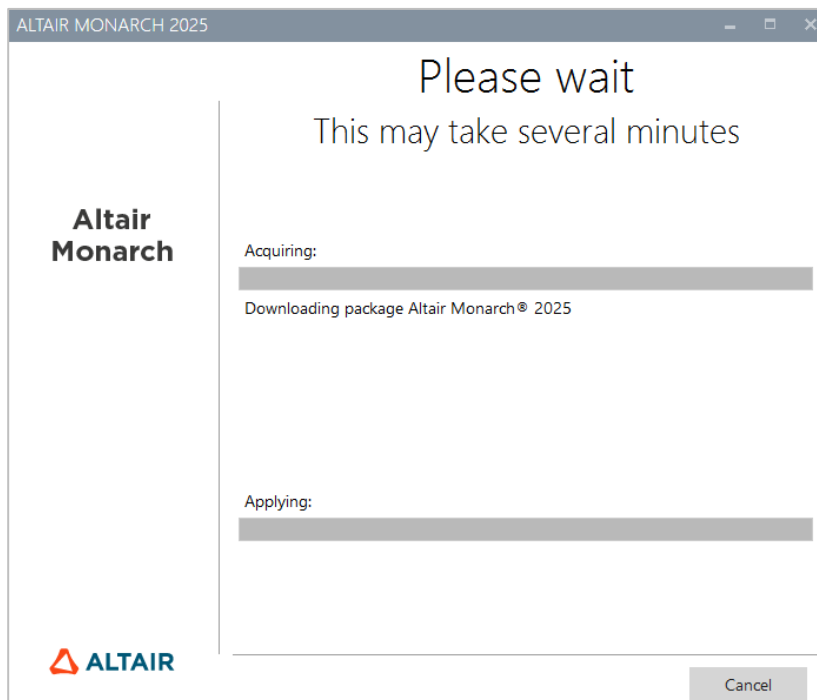 ALTAIR MONARCH 2025
Please wait
This may take several minutes
Altair
Monarch
Acquiring:
Downloading package Altair Monarch® 2025
Applying:
ALTAIR
Cancel